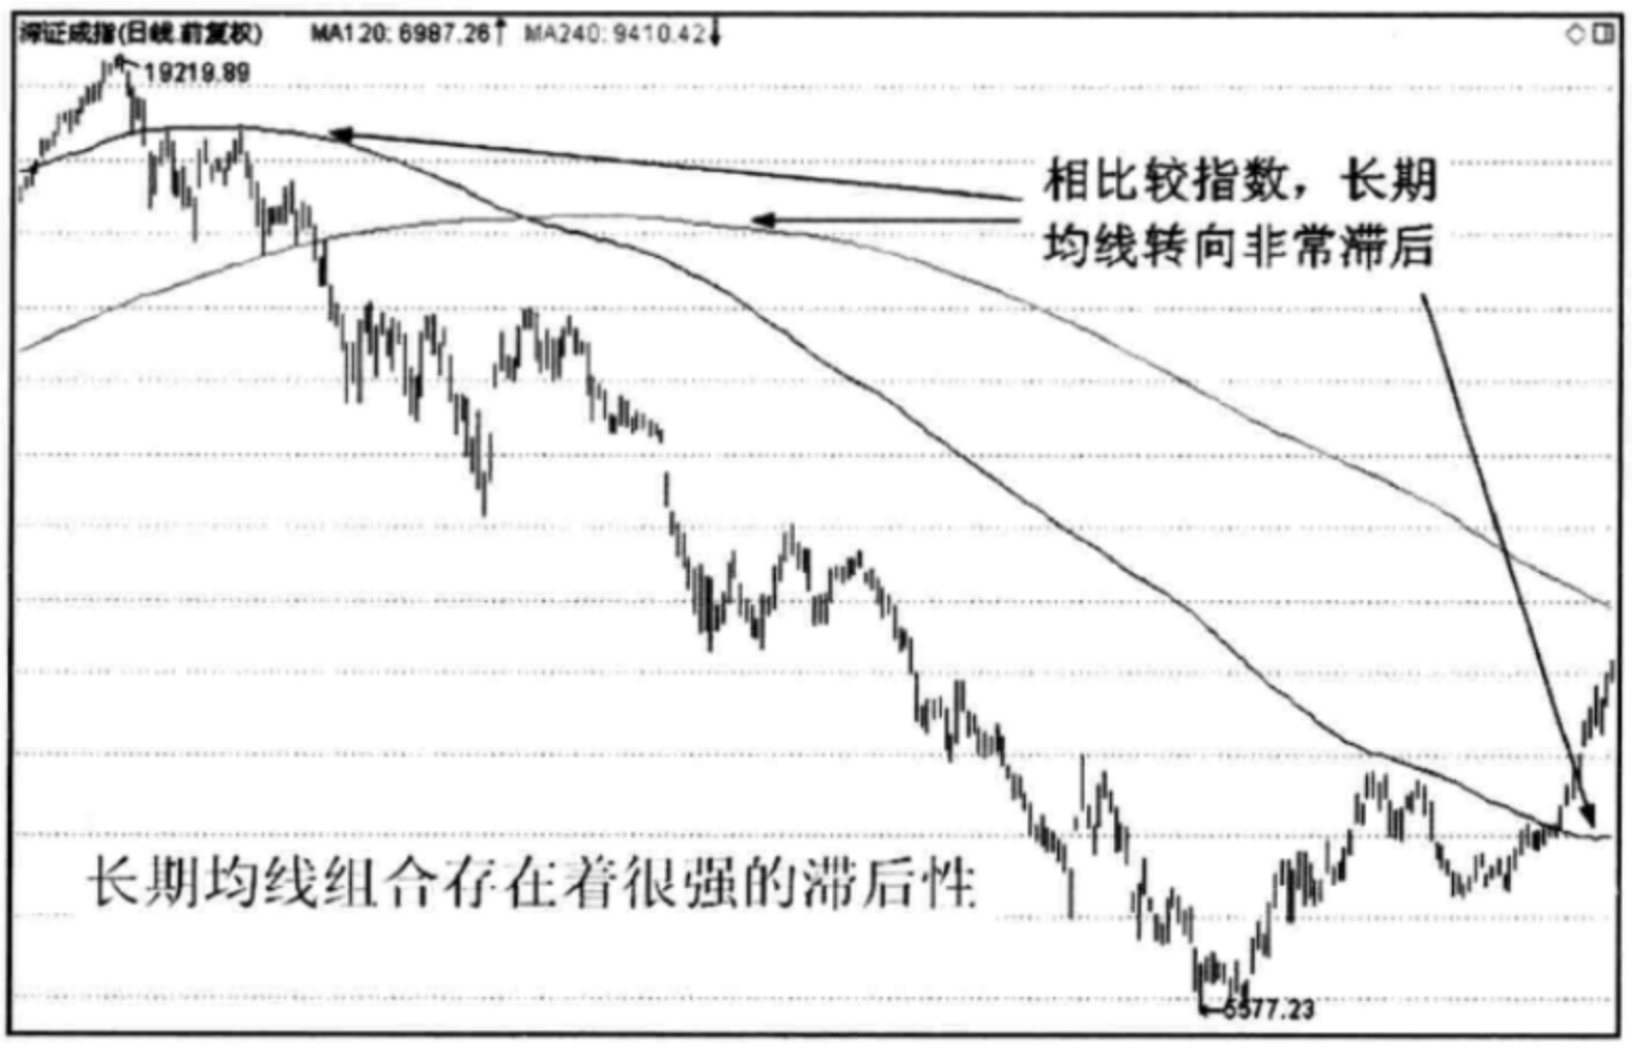 深证成指(日线.前复权) MA120: 6987.26↑ MA240: 9410.42↓
19219.89
相比较指数，长期
均线转向非常滞后
长期均线组合存在着很强的滞后性
5577.23